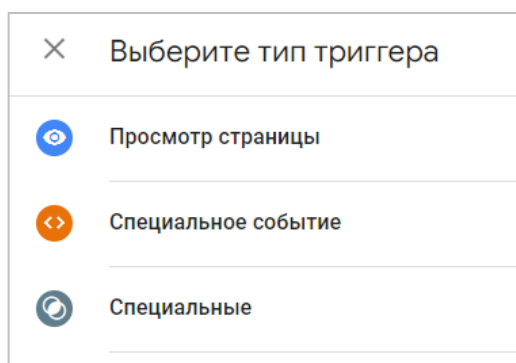 Выберите тип триггера
Просмотр страницы
Специальное событие
Специальные